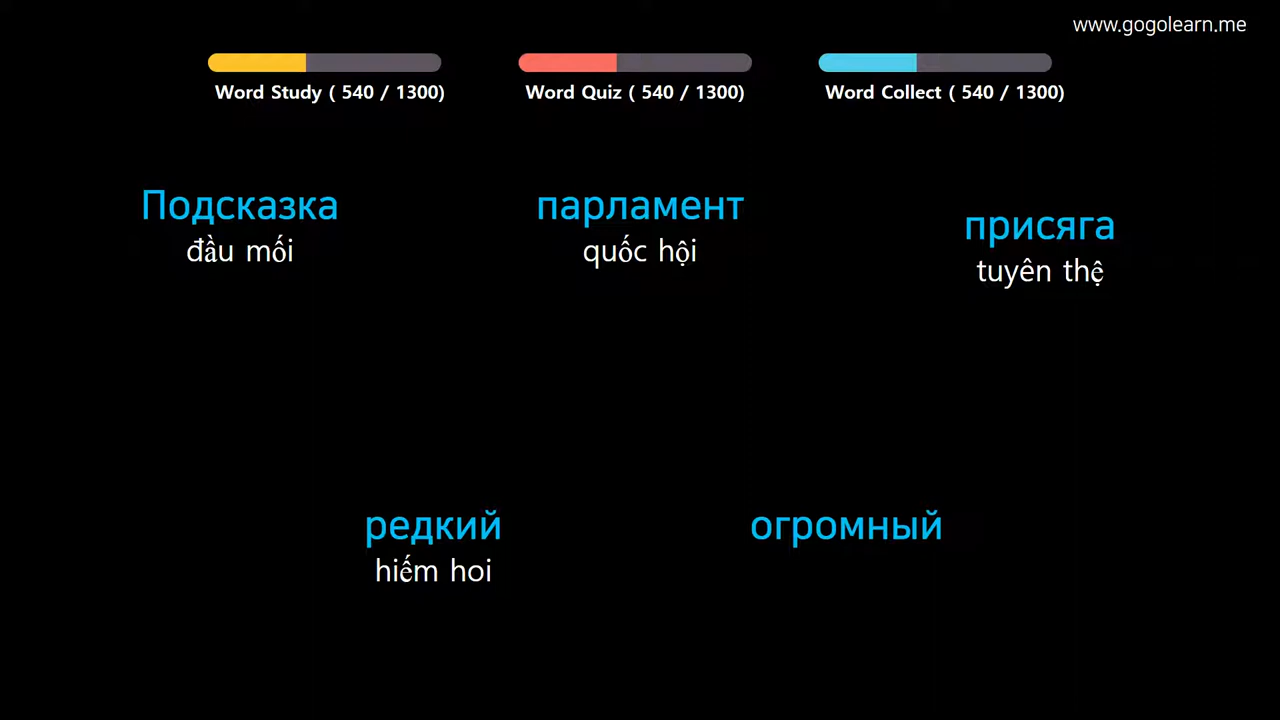 www.gogolearn.me
Word Study ( 540 / 1300)
Word Quiz ( 540 / 1300)
Word Collect ( 540 / 1300)
Подсказка
đầu mối
парламент
quốc hội
присяга
tuyên thệ
редкий
hiếm hoi
огромный